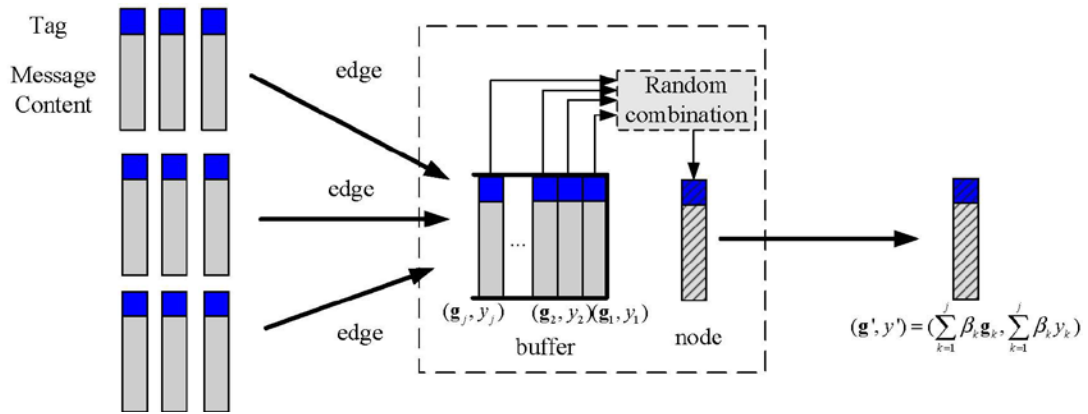 Tag
Message
Content
edge
edge
edge
Random
combination
...
(g_j, y_j) (g_2, y_2)(g_1, y_1)
buffer
node
(g', y') = (∑_{k=1}^{j} β_k g_k, ∑_{k=1}^{j} β_k y_k)